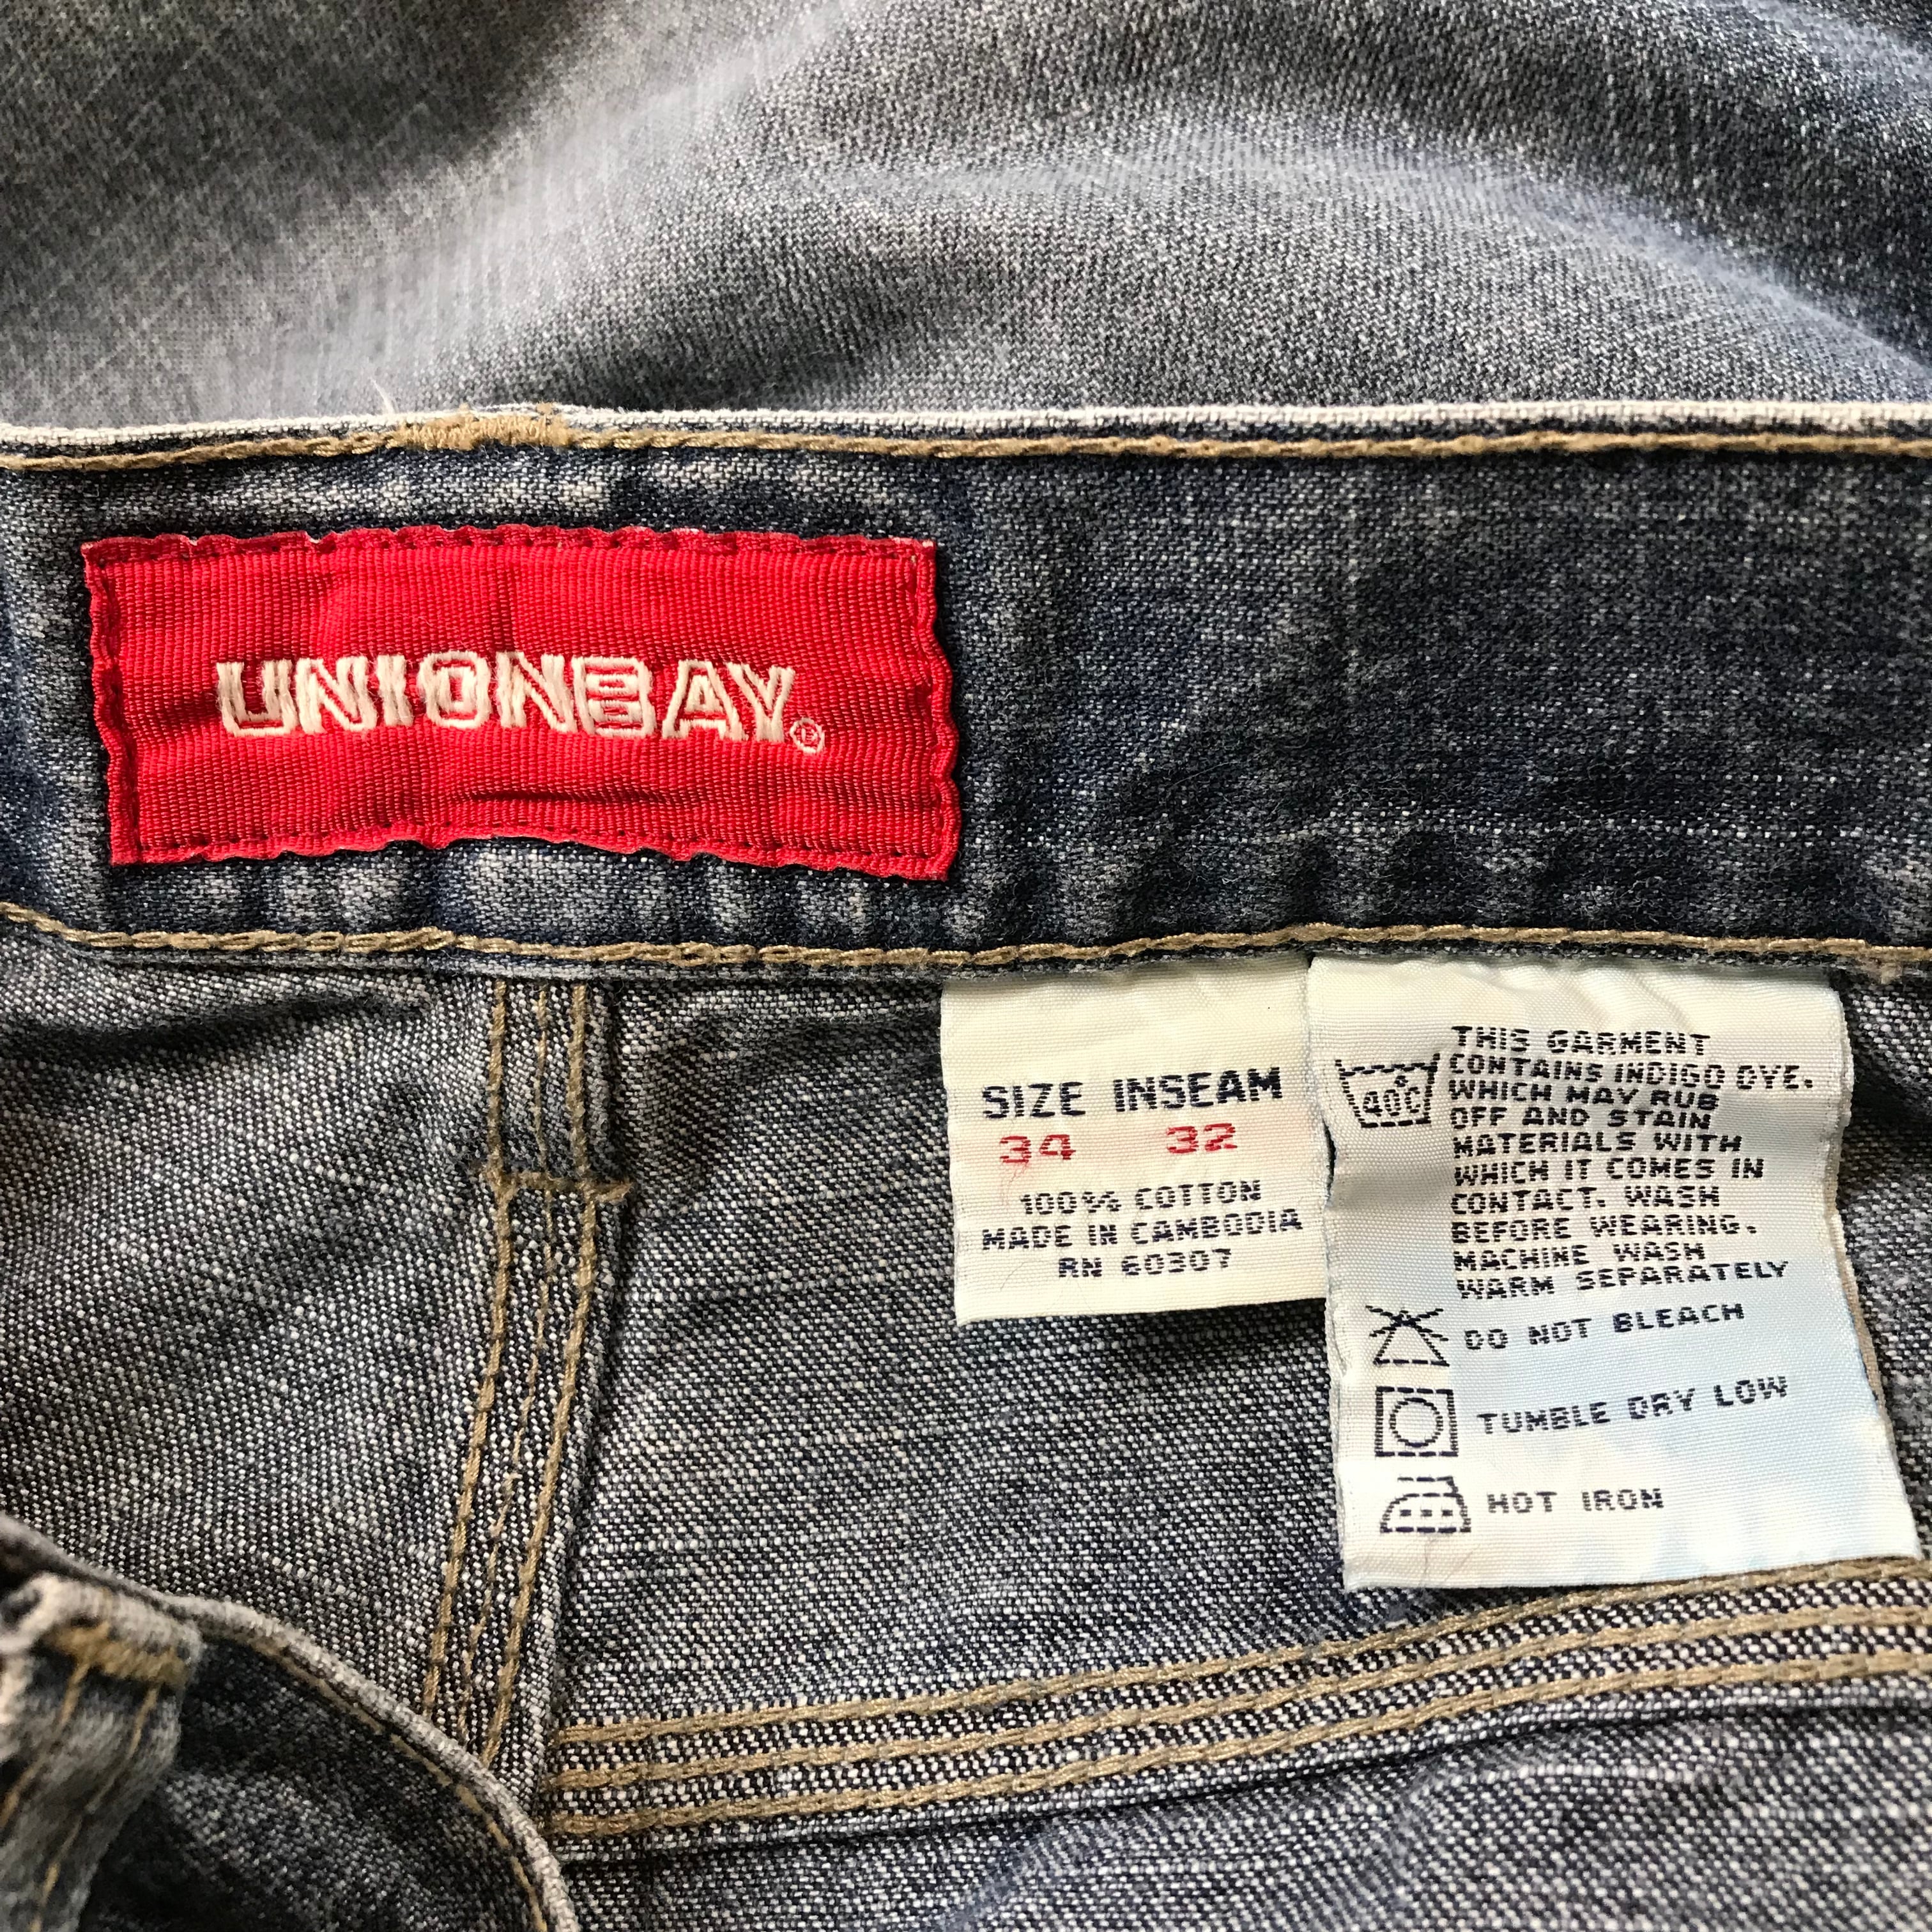 UNIONBAY®
SIZE INSEAM
34 32
100% COTTON
MADE IN CAMBODIA
RN 60307
40C
THIS GARMENT
CONTAINS INDIGO DYE.
WHICH MAY RUB
OFF AND STAIN
MATERIALS WITH
WHICH IT COMES IN
CONTACT. WASH
BEFORE WEARING.
MACHINE WASH
WARM SEPARATELY
DO NOT BLEACH
TUMBLE DRY LOW
HOT IRON